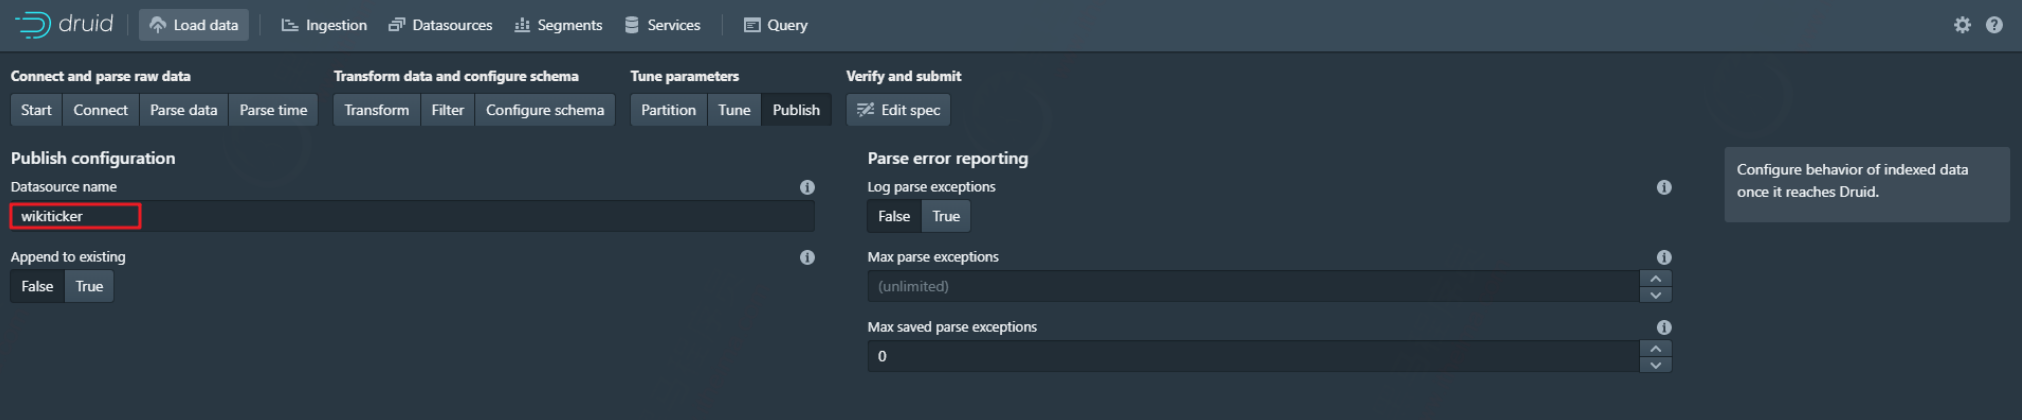 druid Load data Ingestion Datasources Segments Services Query
Connect and parse raw data Transform data and configure schema Tune parameters Verify and submit
Start Connect Parse data Parse time Transform Filter Configure schema Partition Tune Publish Edit spec
Publish configuration
Datasource name
wikiticker
Append to existing
False True
Parse error reporting
Log parse exceptions
False True
Max parse exceptions
(unlimited)
Max saved parse exceptions
0
Configure behavior of indexed data
once it reaches Druid.